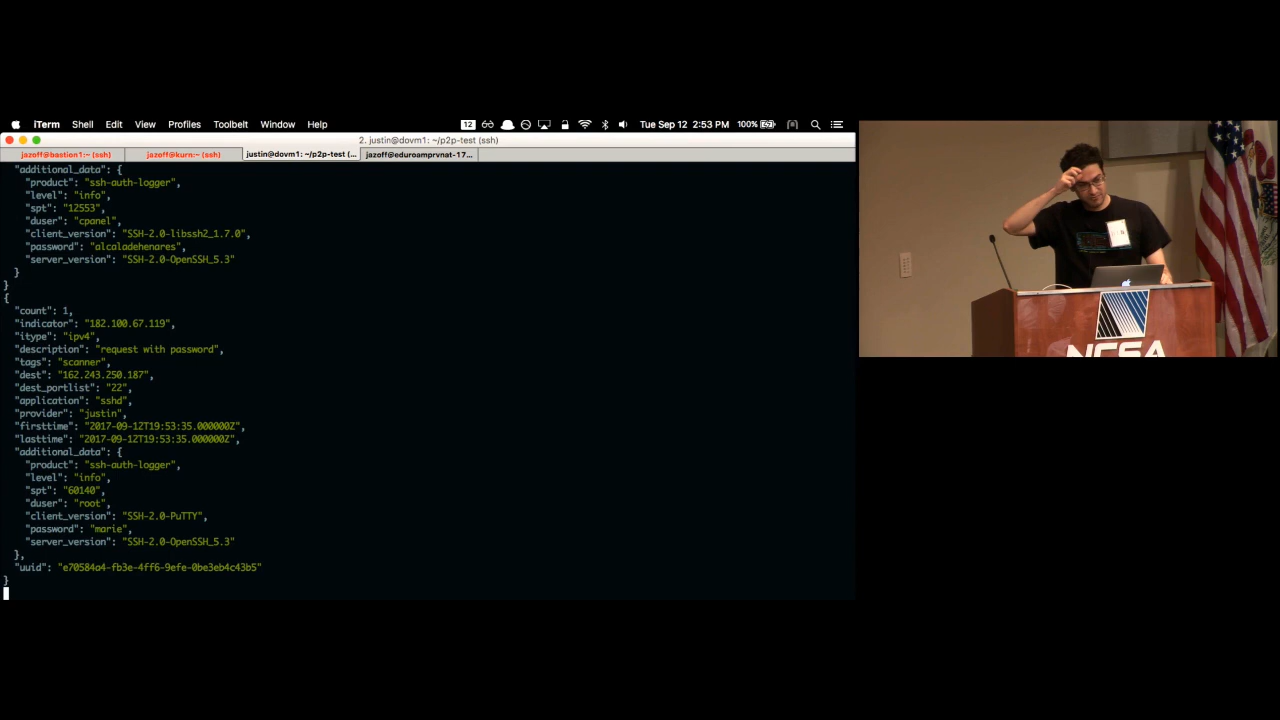 iTerm Shell Edit View Profiles Toolbelt Window Help 12 Tue Sep 12 2:53 PM 100%
2. justin@dovm1: ~/p2p-test (ssh)
jazoff@bastion1:~ (ssh) jazoff@kurn:~ (ssh) justin@dovm1: ~/p2p-test (... jazoff@eduroamprvnat-17...
"additional_data": {
"product": "ssh-auth-logger",
"level": "info",
"spt": "12553",
"duser": "cpanel",
"client_version": "SSH-2.0-libssh2_1.7.0",
"password": "alcaladehenares",
"server_version": "SSH-2.0-OpenSSH_5.3"
}
}
{
"count": 1,
"indicator": "182.100.67.119",
"itype": "ipv4",
"description": "request with password",
"tags": "scanner",
"dest": "162.243.250.187",
"dest_portlist": "22",
"application": "sshd",
"provider": "justin",
"firsttime": "2017-09-12T19:53:35.000000Z",
"lasttime": "2017-09-12T19:53:35.000000Z",
"additional_data": {
"product": "ssh-auth-logger",
"level": "info",
"spt": "60140",
"duser": "root",
"client_version": "SSH-2.0-PuTTY",
"password": "marie",
"server_version": "SSH-2.0-OpenSSH_5.3"
},
"uuid": "e70584a4-fb3e-4ff6-9efe-0be3eb4c43b5"
}
NCSA